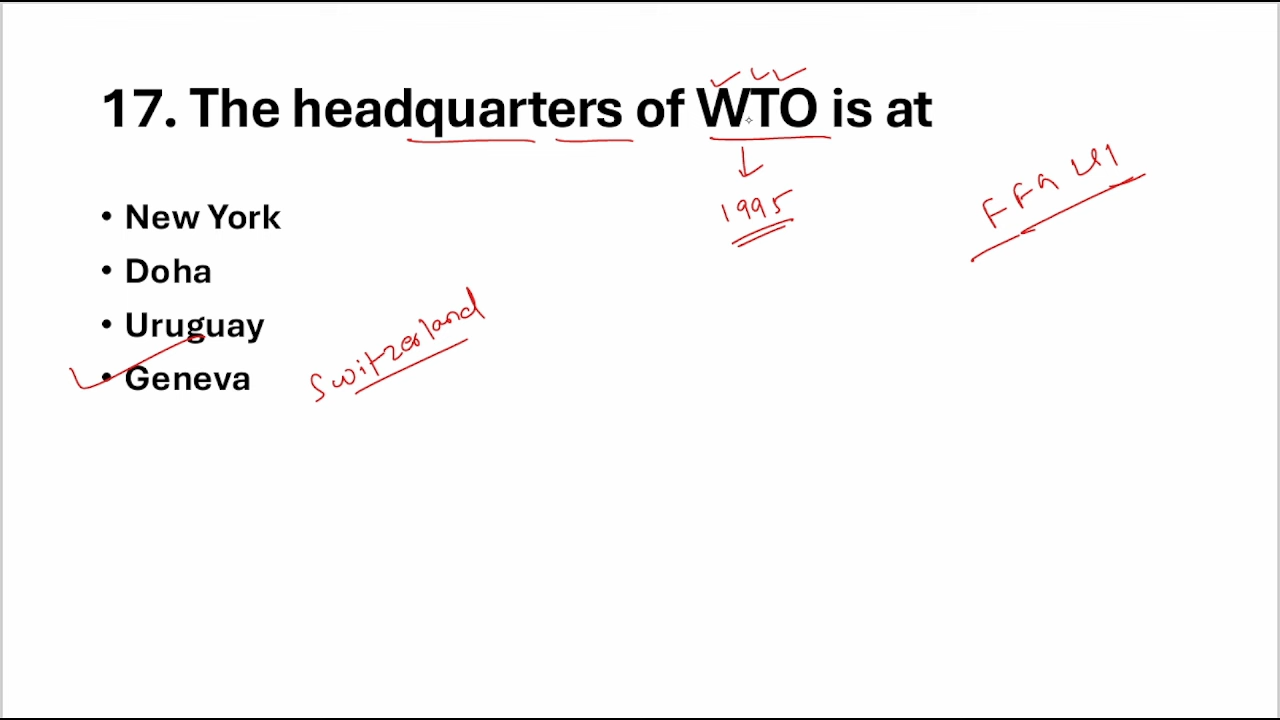 17. The headquarters of WTO is at
1995
• New York
• Doha
• Uruguay
• Geneva
Switzerland